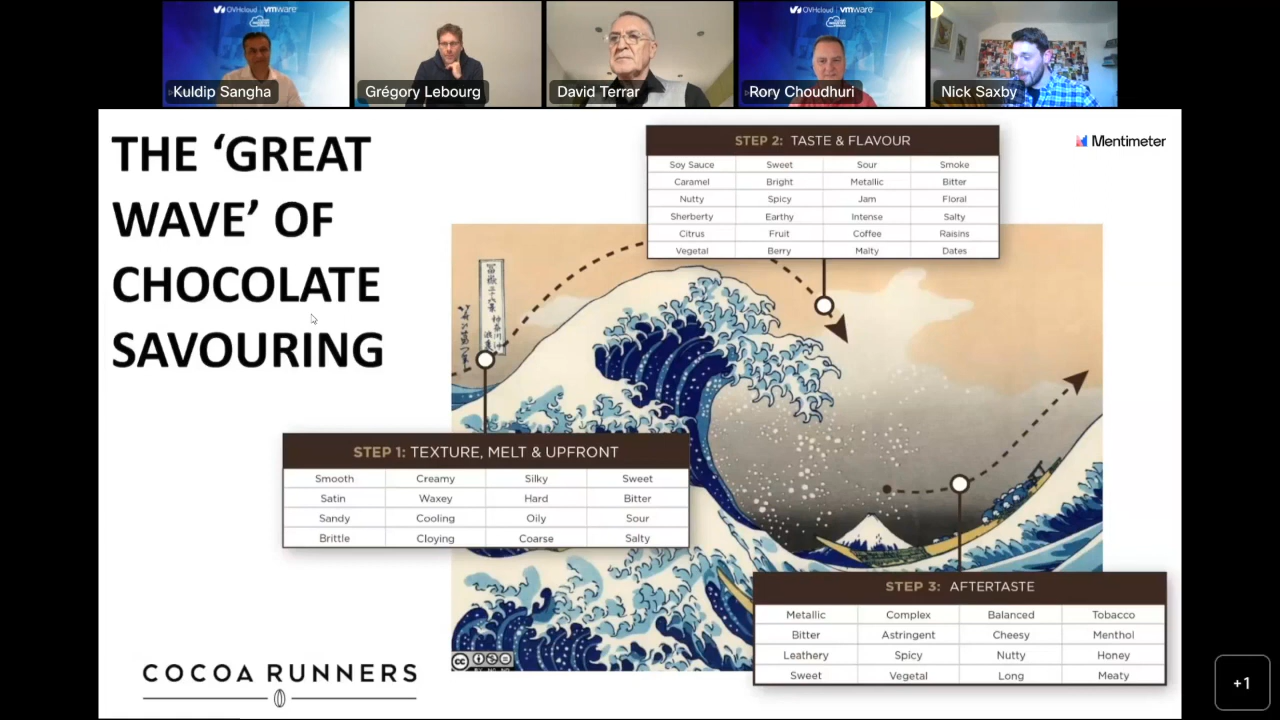 OVHcloud vmware
OVHcloud vmware
Kuldip Sangha
Grégory Lebourg
David Terrar
Rory Choudhuri
Nick Saxby
THE ‘GREAT
WAVE’ OF
CHOCOLATE
SAVOURING
Mentimeter
STEP 2: TASTE & FLAVOUR
Soy Sauce Sweet Sour Smoke
Caramel Bright Metallic Bitter
Nutty Spicy Jam Floral
Sherberty Earthy Intense Salty
Citrus Fruit Coffee Raisins
Vegetal Berry Malty Dates
STEP 1: TEXTURE, MELT & UPFRONT
Smooth Creamy Silky Sweet
Satin Waxey Hard Bitter
Sandy Cooling Oily Sour
Brittle Cloying Coarse Salty
STEP 3: AFTERTASTE
Metallic Complex Balanced Tobacco
Bitter Astringent Cheesy Menthol
Leathery Spicy Nutty Honey
Sweet Vegetal Long Meaty
COCOA RUNNERS
+1